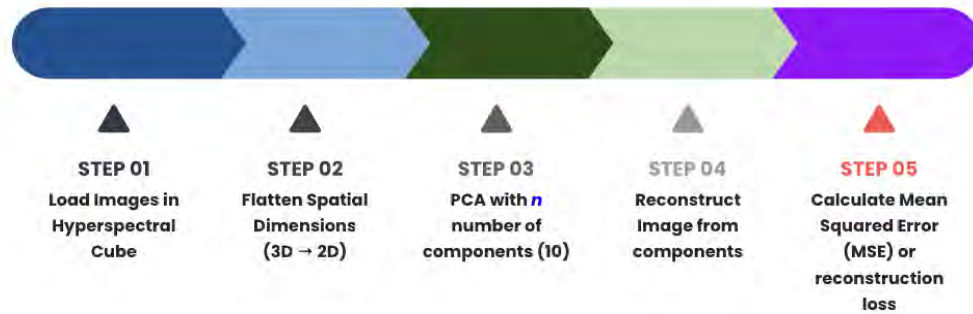 STEP 01
Load Images in
Hyperspectral
Cube
STEP 02
Flatten Spatial
Dimensions
(3D → 2D)
STEP 03
PCA with n
number of
components (10)
STEP 04
Reconstruct
Image from
components
STEP 05
Calculate Mean
Squared Error
(MSE) or
reconstruction
loss